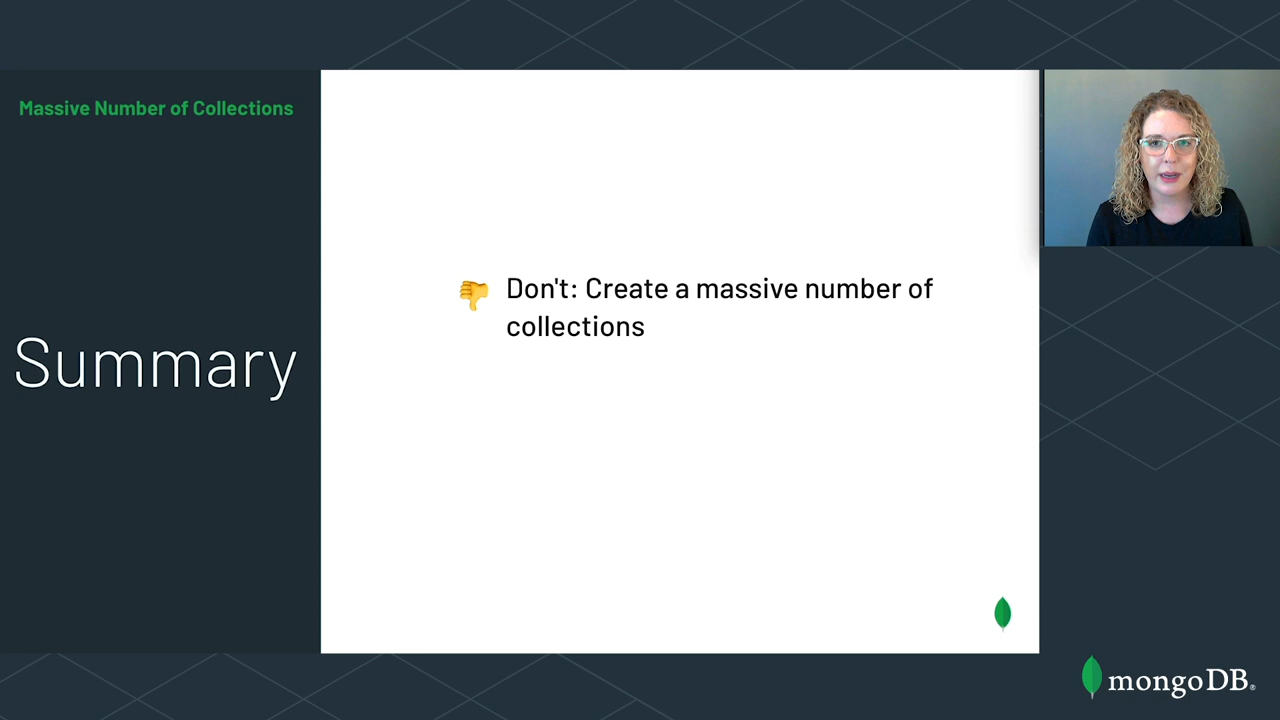 Massive Number of Collections
Summary
Don't: Create a massive number of
collections
mongoDB®